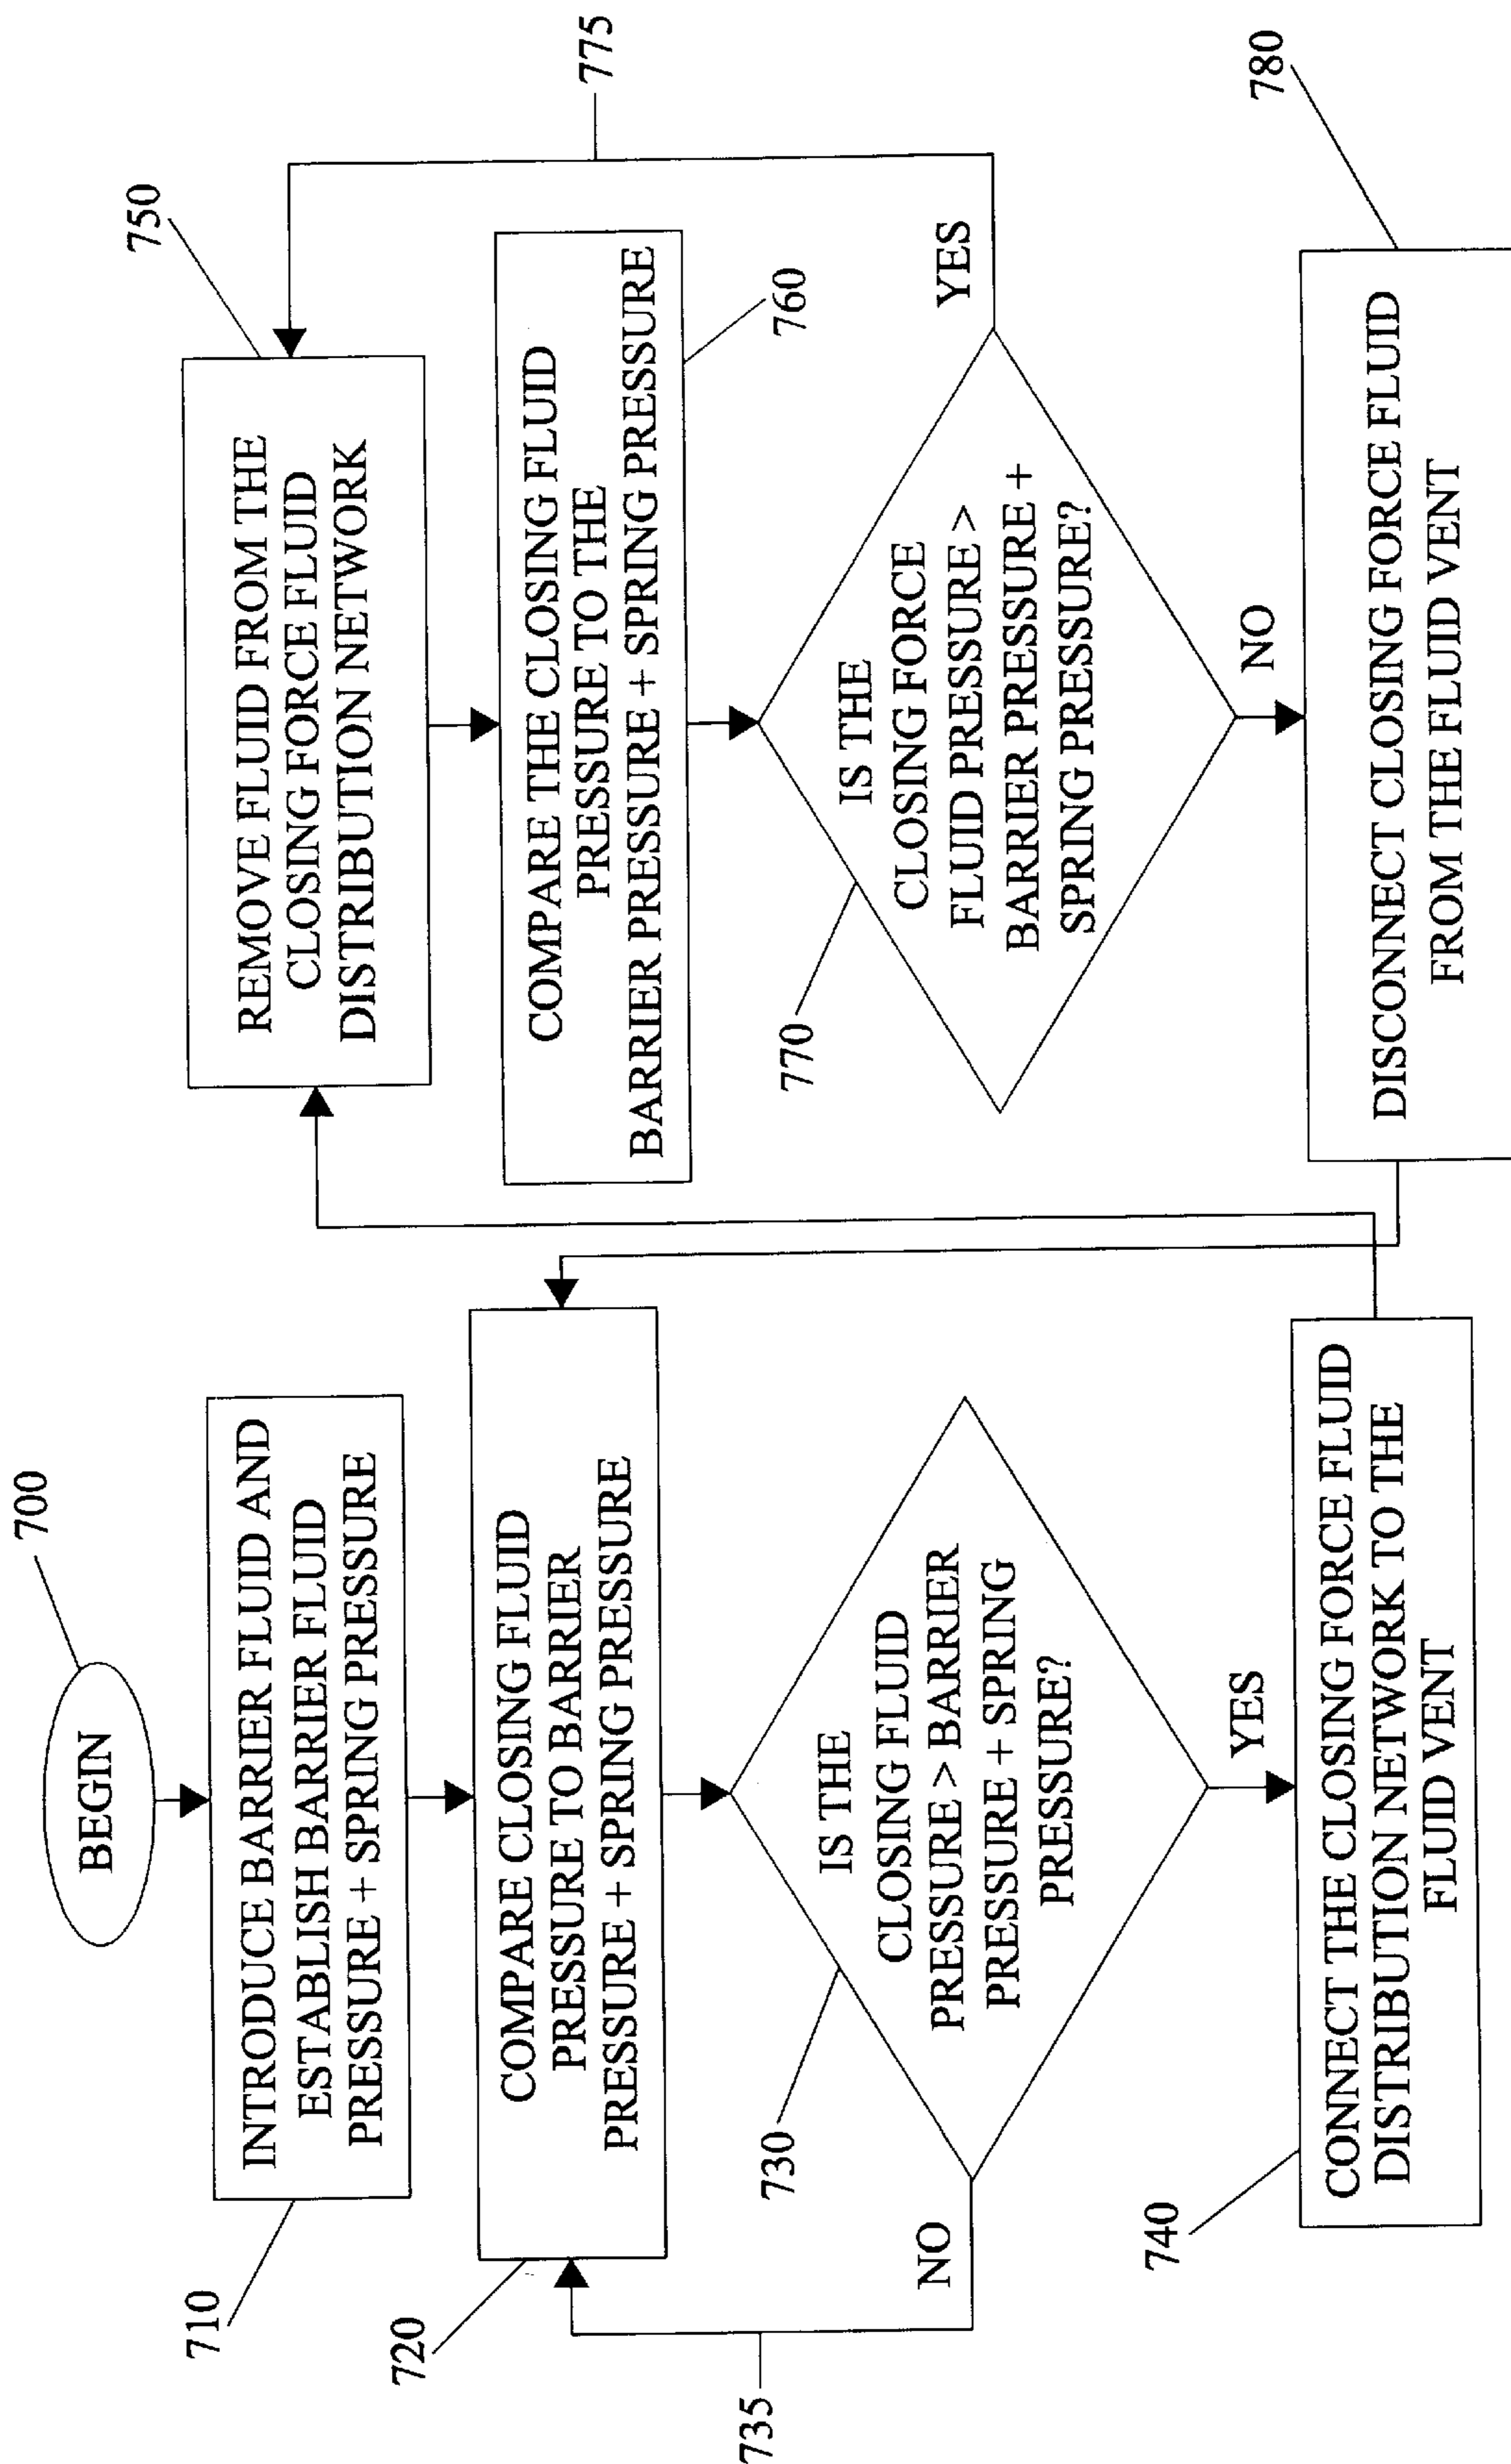 700
BEGIN
710
INTRODUCE BARRIER FLUID AND
ESTABLISH BARRIER FLUID
PRESSURE + SPRING PRESSURE
720
COMPARE CLOSING FLUID
PRESSURE TO BARRIER
PRESSURE + SPRING PRESSURE
730
IS THE
CLOSING FLUID
PRESSURE > BARRIER
PRESSURE + SPRING
PRESSURE?
NO
735
YES
740
CONNECT THE CLOSING FORCE FLUID
DISTRIBUTION NETWORK TO THE
FLUID VENT
750
REMOVE FLUID FROM THE
CLOSING FORCE FLUID
DISTRIBUTION NETWORK
COMPARE THE CLOSING FLUID
PRESSURE TO THE
BARRIER PRESSURE + SPRING PRESSURE
760
770
IS THE
CLOSING FORCE
FLUID PRESSURE >
BARRIER PRESSURE +
SPRING PRESSURE?
YES
775
NO
780
DISCONNECT CLOSING FORCE FLUID
FROM THE FLUID VENT